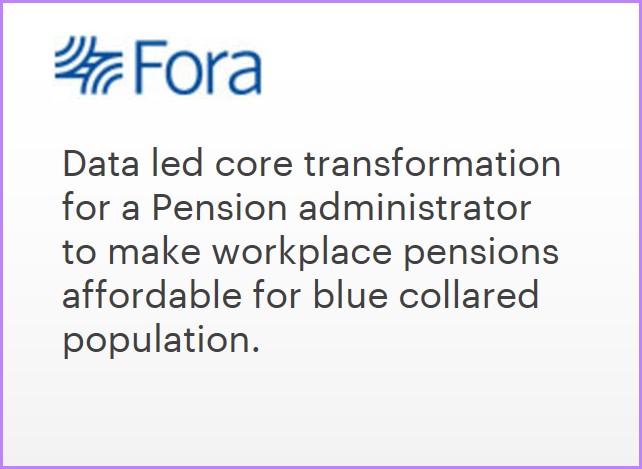 Fora
Data led core transformation
for a Pension administrator
to make workplace pensions
affordable for blue collared
population.